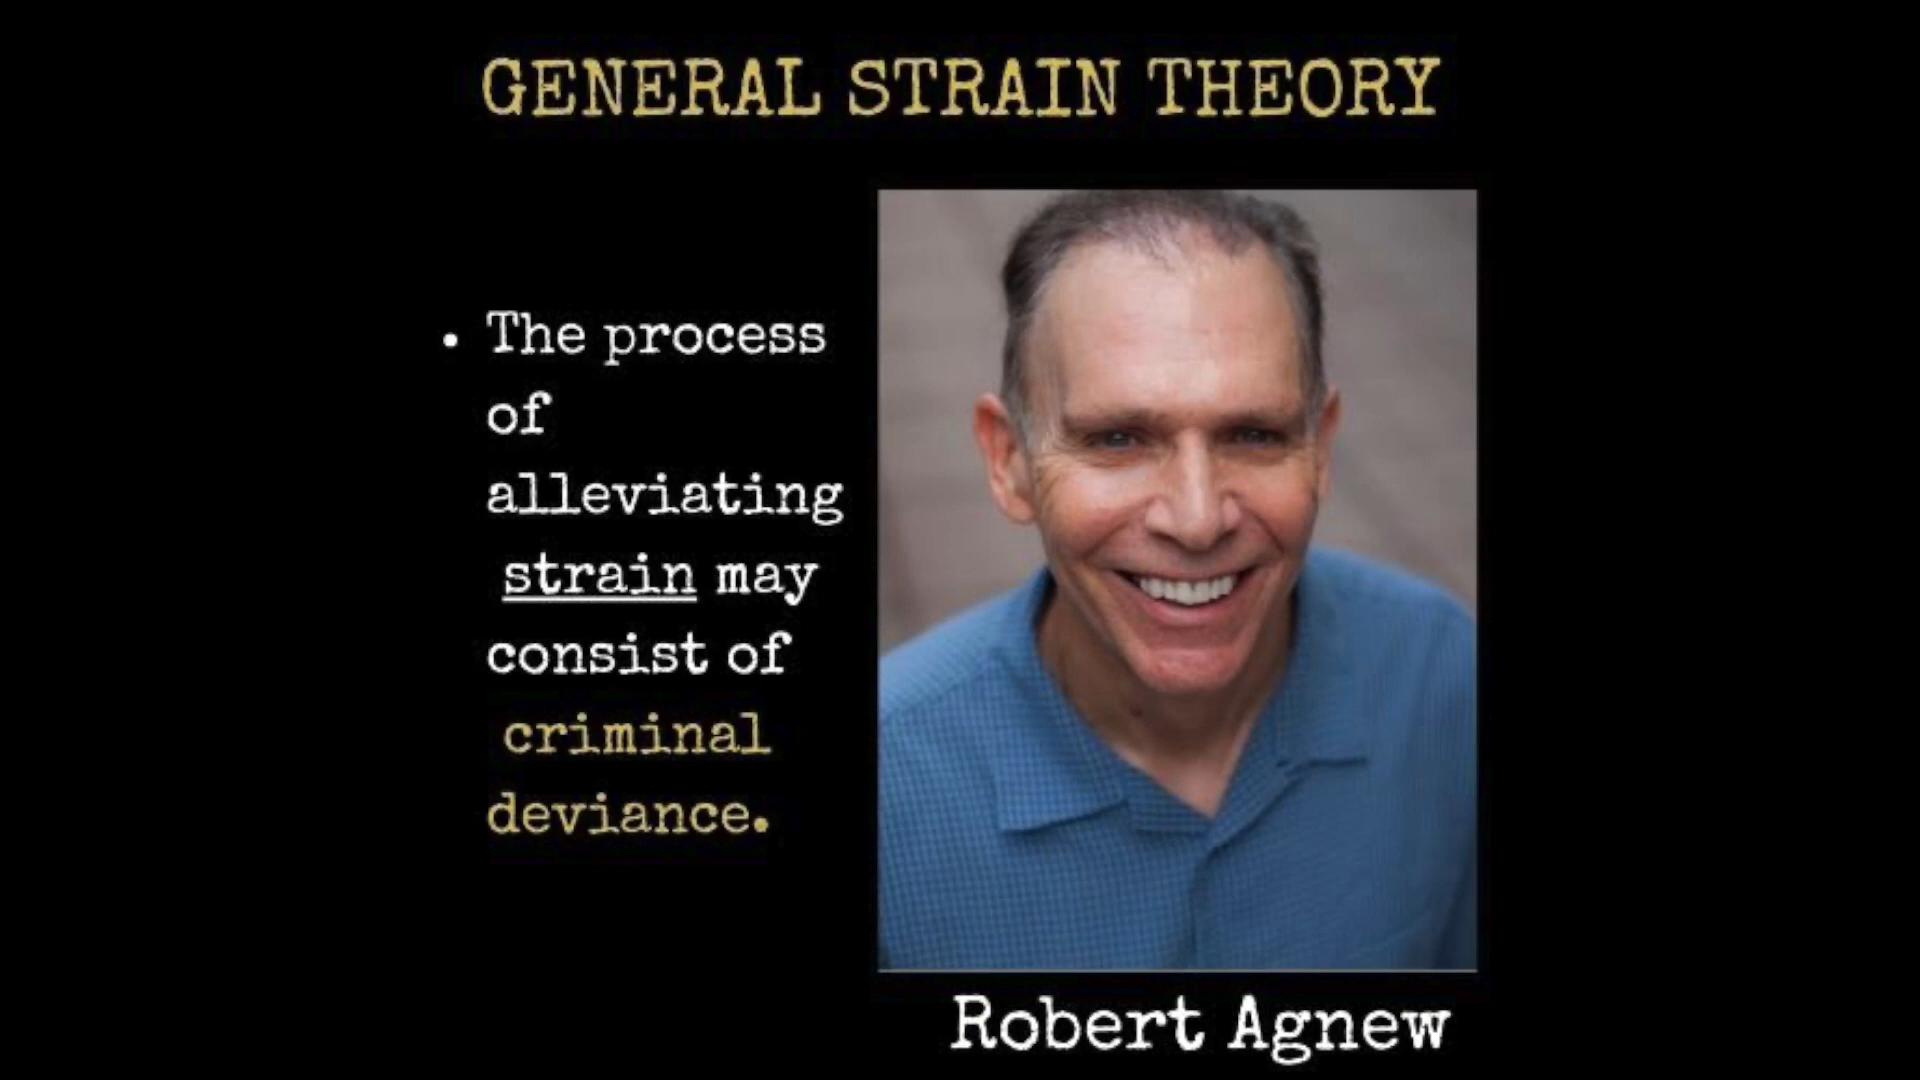 GENERAL STRAIN THEORY
• The process
of
alleviating
strain may
consist of
criminal
deviance.
Robert Agnew